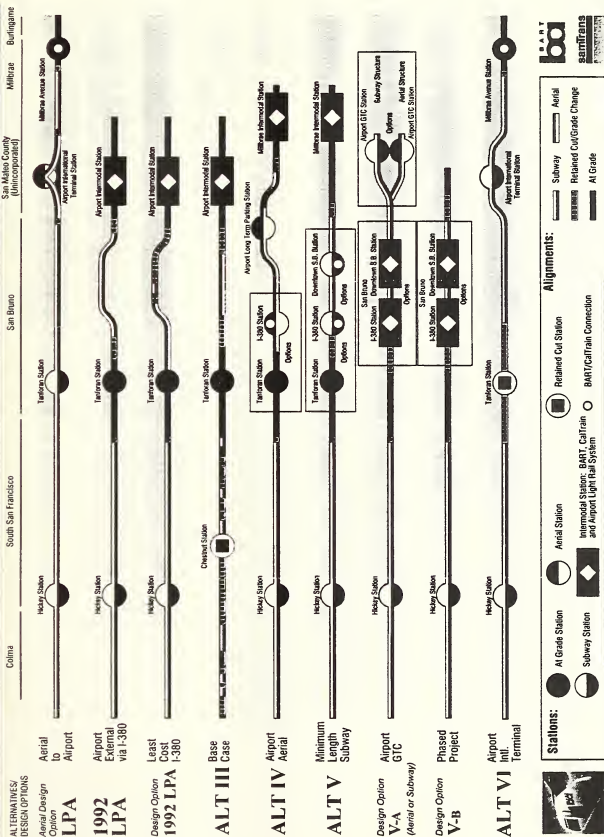 ALTERNATIVES/
DESIGN OPTIONS
Colma
South San Francisco
San Bruno
San Mateo County
(Unincorporated)
Millbrae
Burlingame
Aerial Design
Option
LPA
Aerial
to
Airport
Hickey Station
Tanforan Station
Airport International
Terminal Station
Millbrae Avenue Station
1992
LPA
Airport
External
via I-380
Hickey Station
Tanforan Station
Airport Intermodal Station
Design Option
1992 LPA
Least
Cost
I-380
Hickey Station
Tanforan Station
Airport Intermodal Station
ALT III
Base
Case
Chestnut Station
Tanforan Station
Airport Intermodal Station
ALT IV
Airport
Aerial
Hickey Station
Tanforan Station
I-380 Station
Options
Airport Long Term Parking Station
Millbrae Intermodal Station
ALT V
Minimum
Length
Subway
Hickey Station
Tanforan Station
I-380 Station
Options
Downtown S.B. Station
Options
Millbrae Intermodal Station
Design Option
V-A
(Aerial or Subway)
Airport
GTC
Hickey Station
San Bruno
I-380 Station
Downtown S.B. Station
Options
Airport GTC Station
Subway Structure
Options
Aerial Structure
Airport GTC Station
Design Option
V-B
Phased
Project
Hickey Station
San Bruno
I-380 Station
Downtown S.B. Station
Options
ALT VI
Airport
Intl.
Terminal
Hickey Station
Tanforan Station
Airport International
Terminal Station
Millbrae Avenue Station
Stations:
At Grade Station
Aerial Station
Retained Cut Station
Subway Station
Intermodal Station: BART, CalTrain
and Airport Light Rail System
BART/CalTrain Connection
Alignments:
Subway
Aerial
Retained Cut/Grade Change
At Grade
BART
ba
samTrans